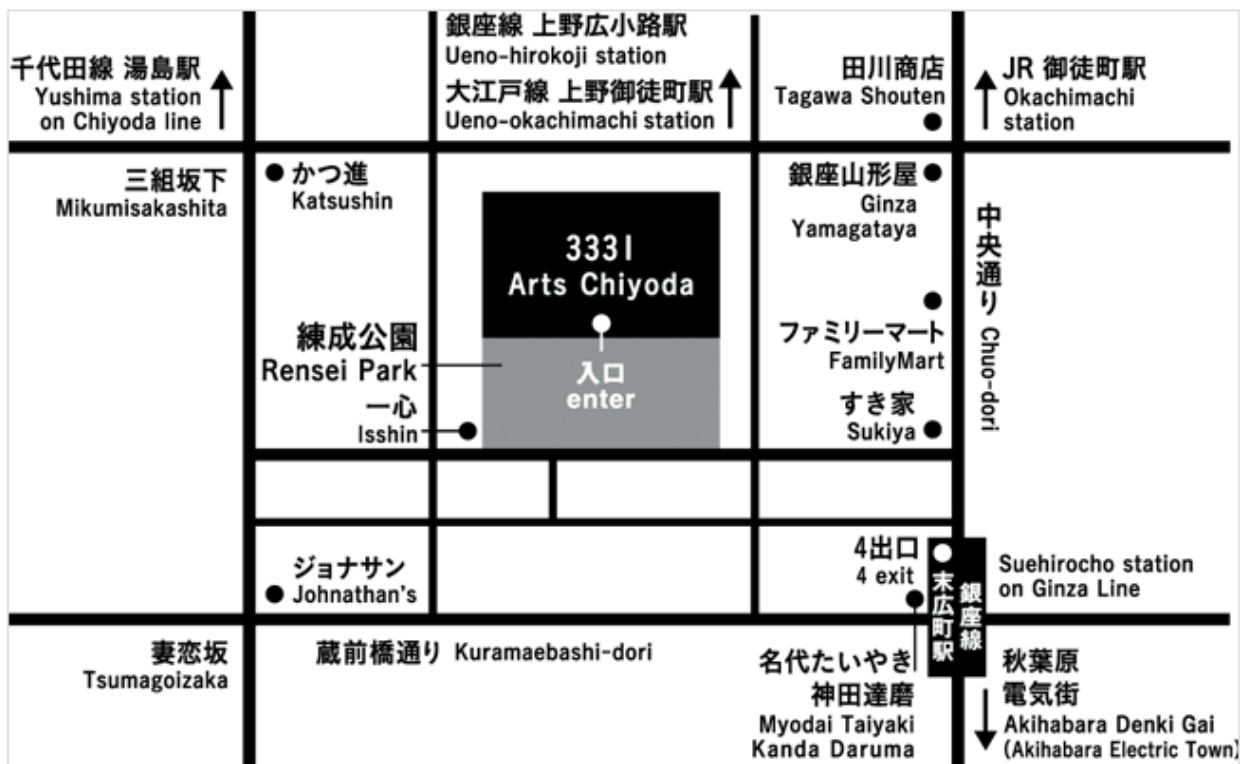 千代田線 湯島駅
Yushima station
on Chiyoda line
銀座線 上野広小路駅
Ueno-hirokoji station
大江戸線 上野御徒町駅
Ueno-okachimachi station
田川商店
Tagawa Shouten
JR 御徒町駅
Okachimachi
station
三組坂下
Mikumisakashita
かつ進
Katsushin
3331
Arts Chiyoda
銀座山形屋
Ginza
Yamagataya
中央通り Chuo-dori
練成公園
Rensei Park
入口
enter
ファミリーマート
FamilyMart
一心
Isshin
すき家
Sukiya
ジョナサン
Johnathan's
4出口
4 exit
末広町駅
銀座線
Suehirocho station
on Ginza Line
妻恋坂
Tsumagoizaka
蔵前橋通り Kuramaebashi-dori
名代たいやき
神田達磨
Myodai Taiyaki
Kanda Daruma
秋葉原
電気街
Akihabara Denki Gai
(Akihabara Electric Town)